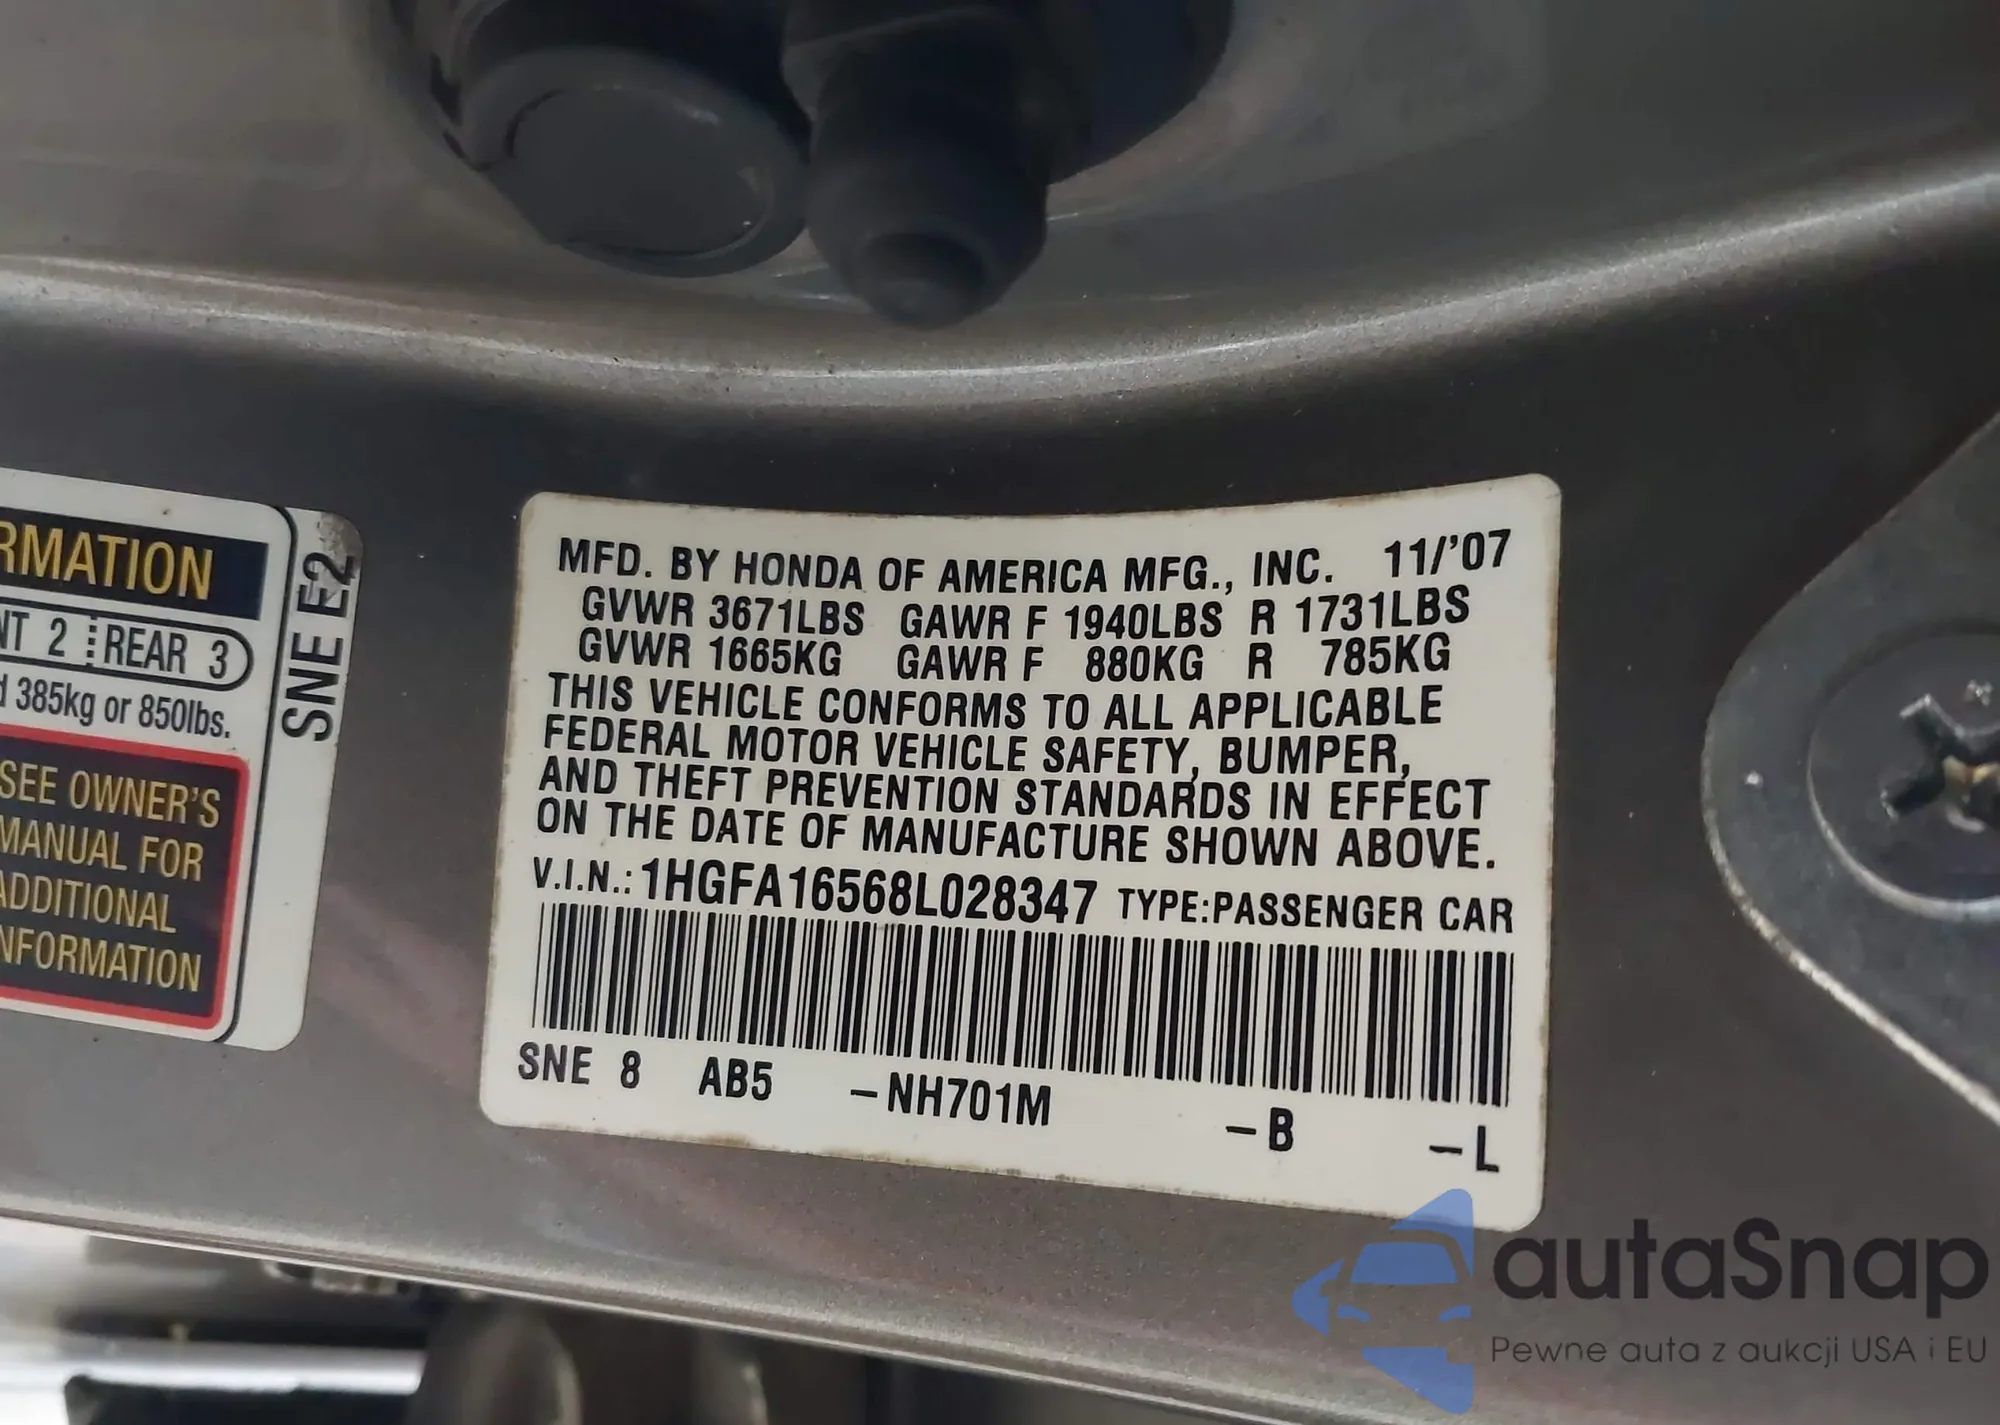 RMATION
NT 2 REAR 3
d 385kg or 850lbs.
SEE OWNER'S
MANUAL FOR
ADDITIONAL
INFORMATION
SNE E2
MFD. BY HONDA OF AMERICA MFG., INC. 11/'07
GVWR 3671LBS GAWR F 1940LBS R 1731LBS
GVWR 1665KG GAWR F 880KG R 785KG
THIS VEHICLE CONFORMS TO ALL APPLICABLE
FEDERAL MOTOR VEHICLE SAFETY, BUMPER,
AND THEFT PREVENTION STANDARDS IN EFFECT
ON THE DATE OF MANUFACTURE SHOWN ABOVE.
V.I.N.: 1HGFA16568L028347 TYPE:PASSENGER CAR
SNE 8 AB5 -NH701M -B -L
autaSnap
Pewne auta z aukcji USA i EU